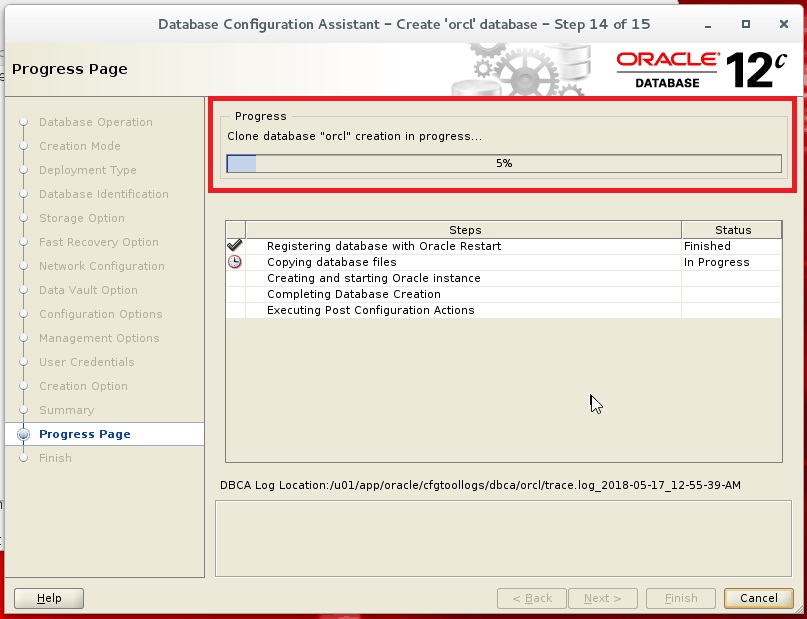 Database Configuration Assistant – Create 'orcl' database – Step 14 of 15
Progress Page
ORACLE
DATABASE
12c
Database Operation
Creation Mode
Deployment Type
Database Identification
Storage Option
Fast Recovery Option
Network Configuration
Data Vault Option
Configuration Options
Management Options
User Credentials
Creation Option
Summary
Progress Page
Finish
Progress
Clone database "orcl" creation in progress...
5%
Steps Status
Registering database with Oracle Restart Finished
Copying database files In Progress
Creating and starting Oracle instance
Completing Database Creation
Executing Post Configuration Actions
DBCA Log Location:/u01/app/oracle/cfgtoollogs/dbca/orcl/trace.log_2018-05-17_12-55-39-AM
Help < Back Next > Finish Cancel